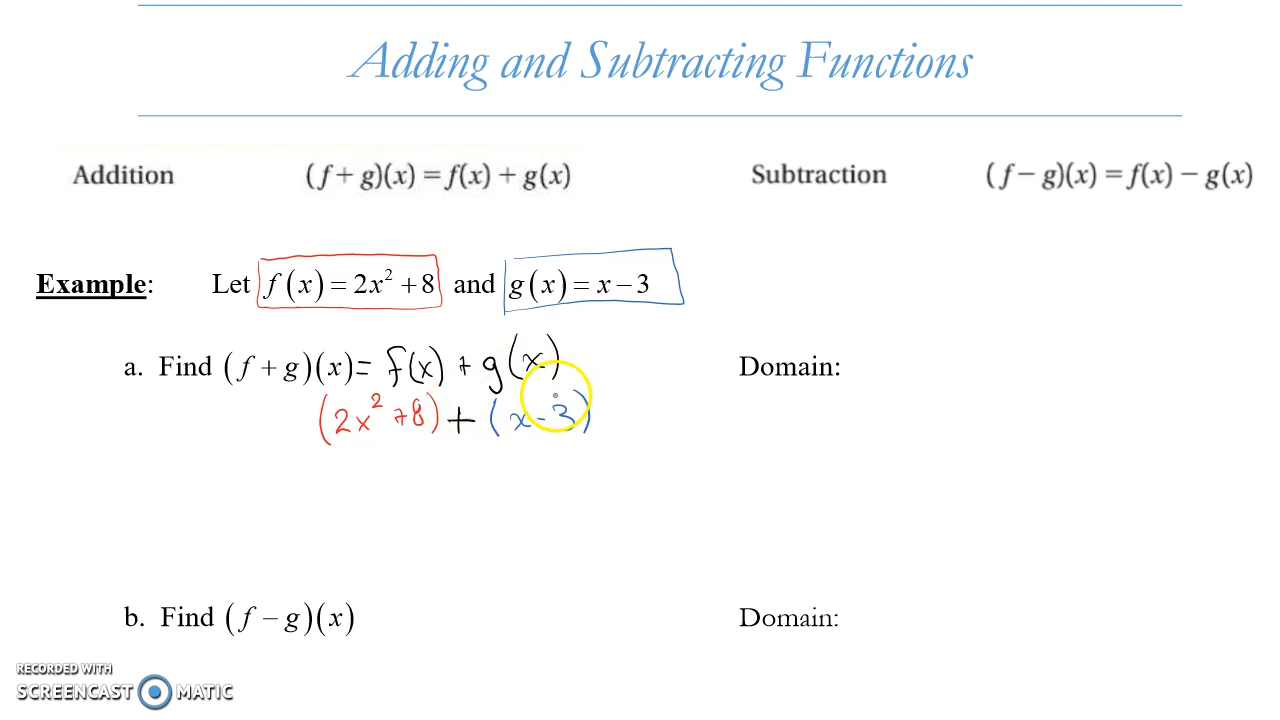 Adding and Subtracting Functions
Addition (f + g)(x) = f(x) + g(x) Subtraction (f − g)(x) = f(x) − g(x)
Example: Let f(x) = 2x² + 8 and g(x) = x − 3
a. Find (f + g)(x) = f(x) + g(x) Domain:
(2x² + 8) + (x - 3)
b. Find (f − g)(x) Domain:
RECORDED WITH
SCREENCAST MATIC